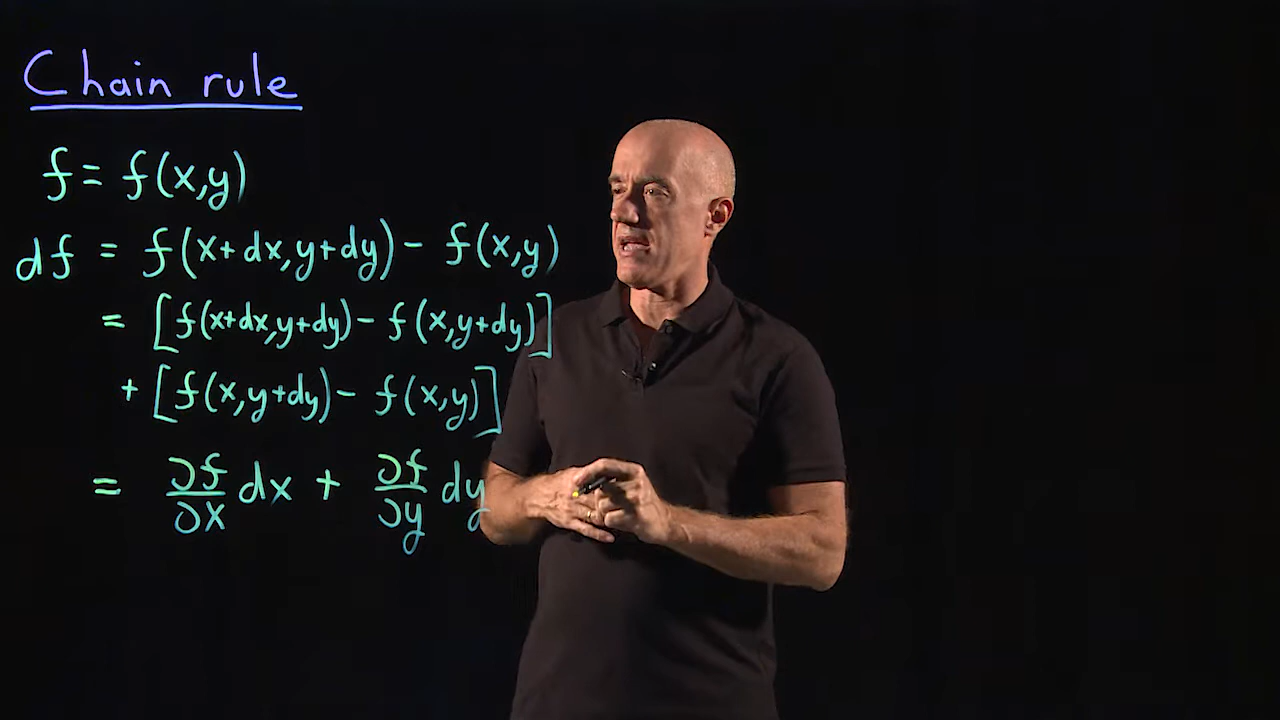 Chain rule
f = f(x,y)
df = f(x+dx,y+dy) - f(x,y)
= [f(x+dx,y+dy) - f(x,y+dy)]
+ [f(x,y+dy) - f(x,y)]
= ∂f/∂x dx + ∂f/∂y dy